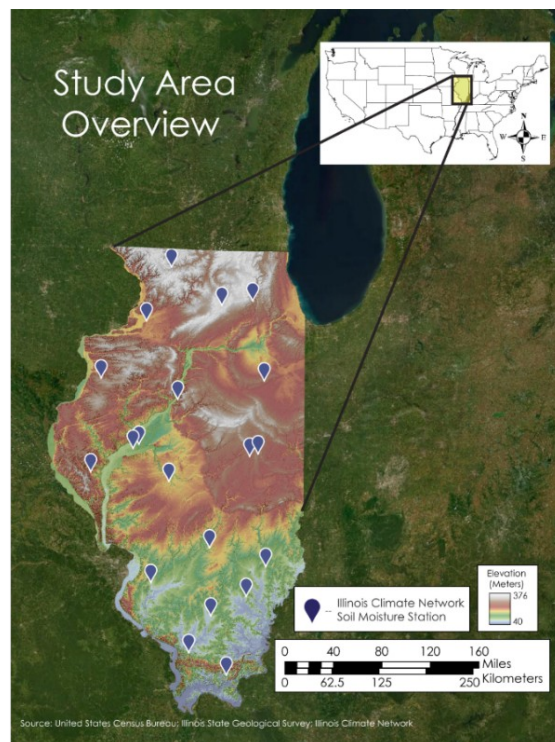 Study Area
Overview
N
W
E
S
Elevation
(Meters)
376
40
-- Illinois Climate Network
Soil Moisture Station
0 40 80 120 160
Miles
Kilometers
0 62.5 125 250
Source: United States Census Bureau; Illinois State Geological Survey; Illinois Climate Network